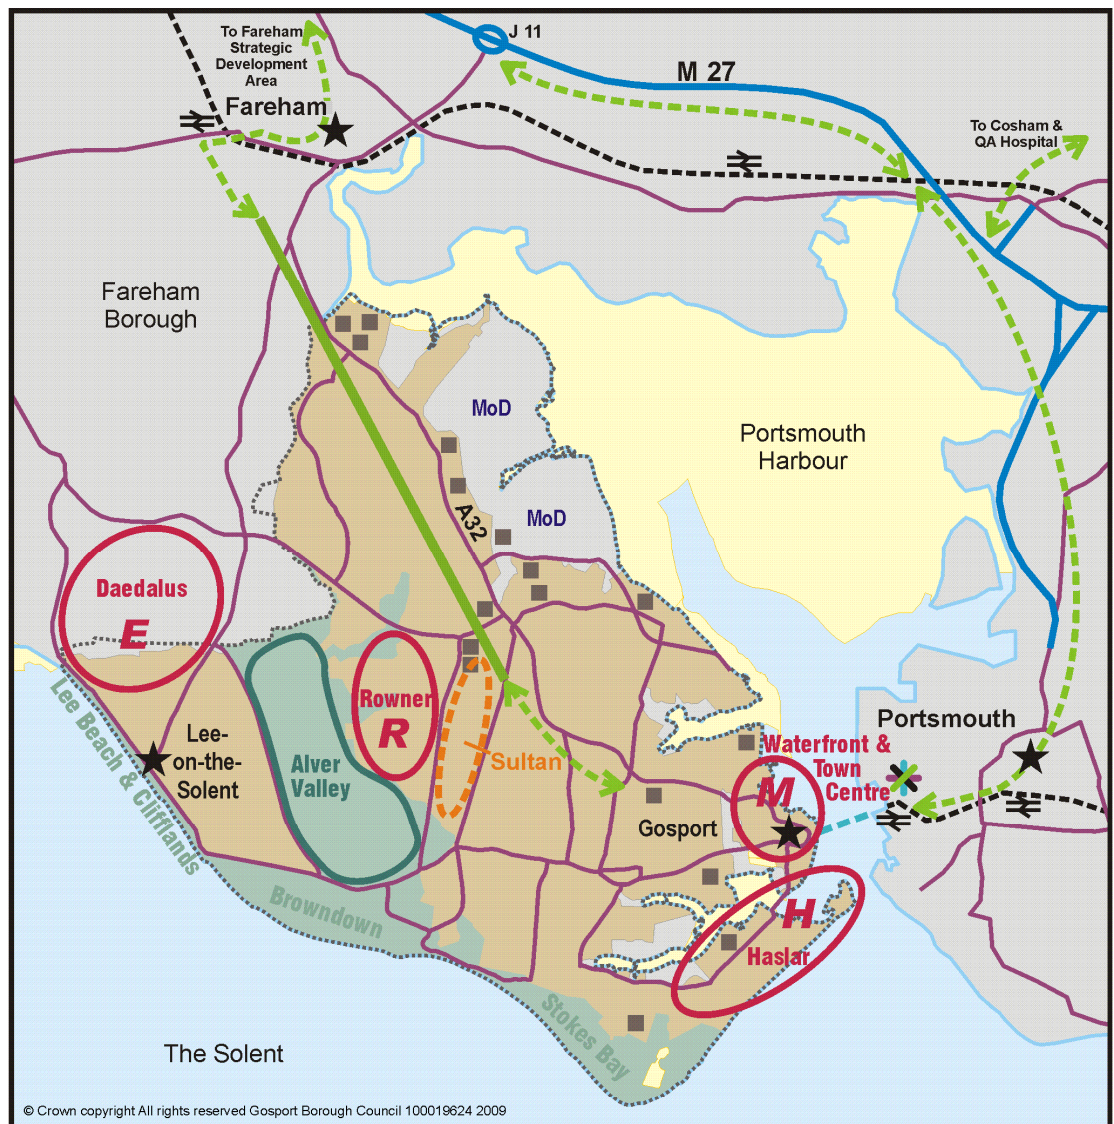 J 11
To Fareham
Strategic
Development
Area
Fareham
M 27
To Cosham &
QA Hospital
Fareham
Borough
MoD
Portsmouth
Harbour
A32
MoD
Daedalus
E
Rowner
R
Lee Beach & Clifflands
Lee-
on-the-
Solent
Alver
Valley
Sultan
Portsmouth
Waterfront &
Town
Centre
M
Gosport
Browndown
H
Haslar
Stokes Bay
The Solent
© Crown copyright All rights reserved Gosport Borough Council 100019624 2009